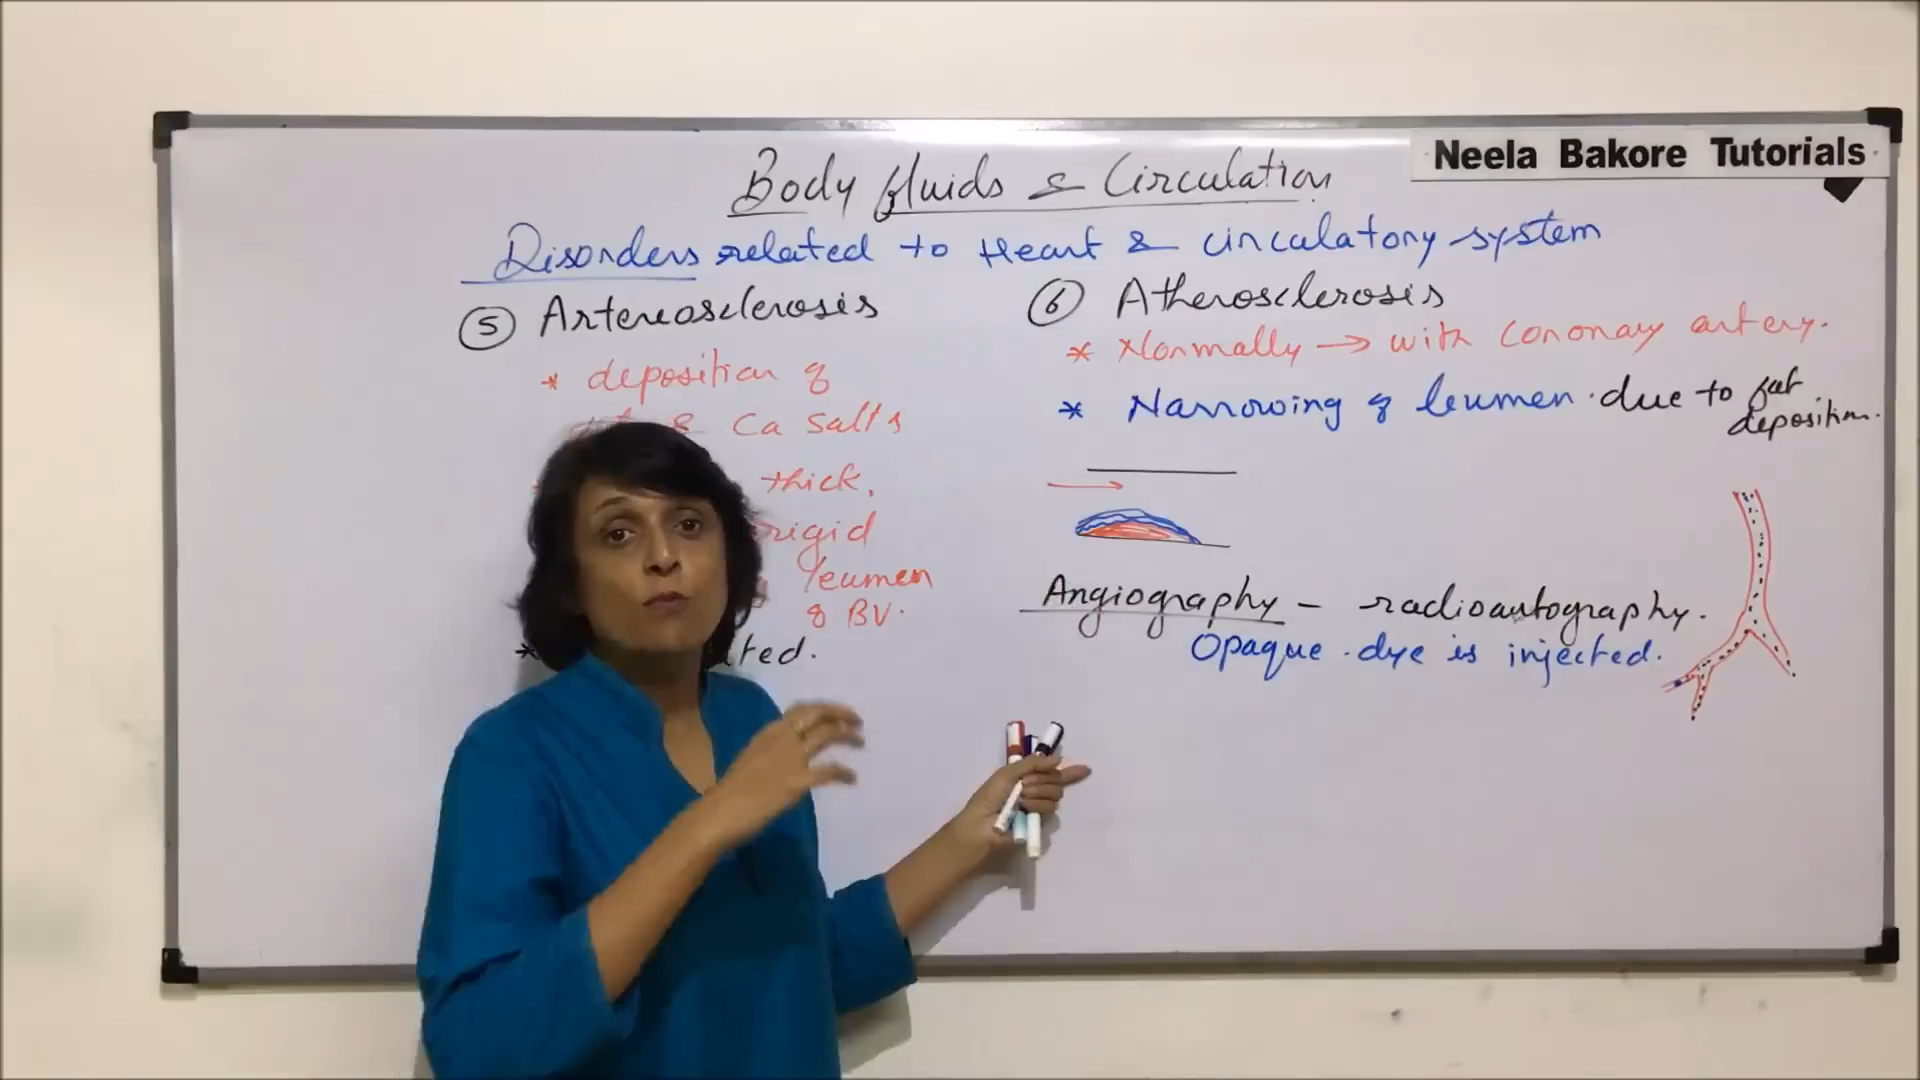 Neela Bakore Tutorials
Body fluids & Circulation
Disorders related to Heart & circulatory system
⑤ Artereosclerosis
* deposition of
& Ca salts
thick,
rigid
leumen
of BV.
*
⑥ Atherosclerosis
* Normally → with coronary artery.
* Narrowing of leumen. due to fat
deposition.
Angiography – radioautography.
Opaque dye is injected.